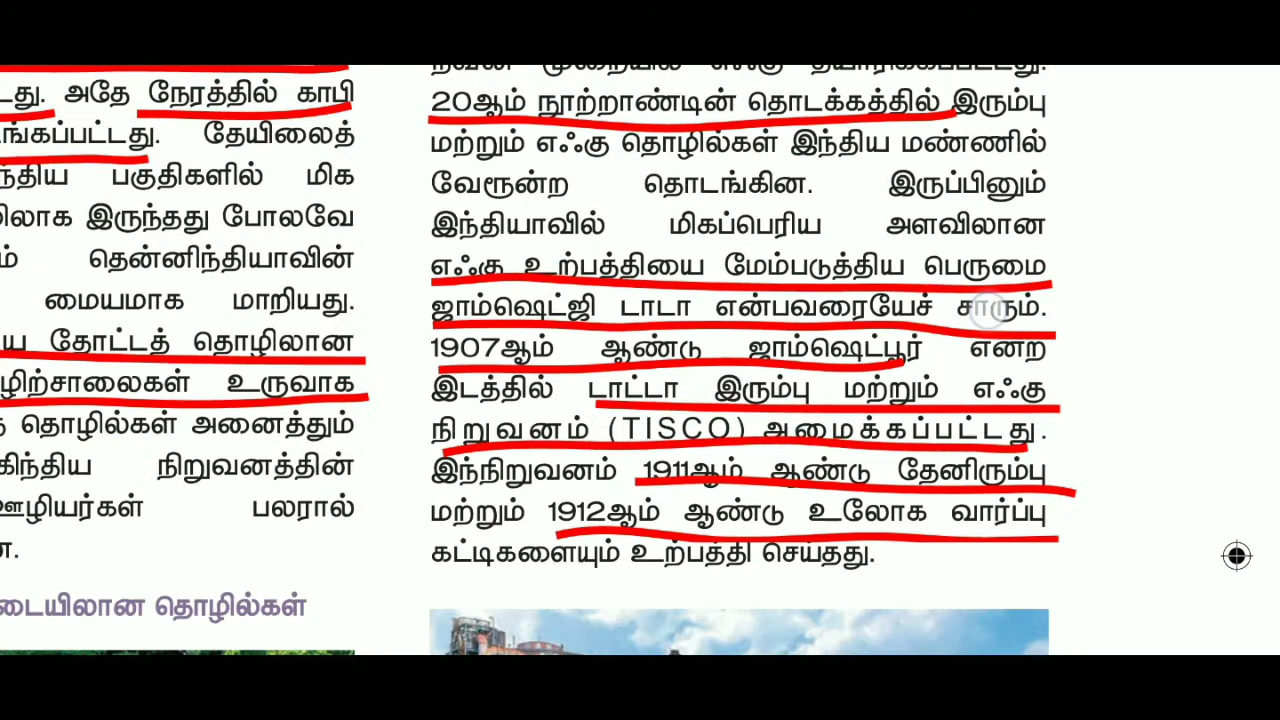 டது. அதே நேரத்தில் காபி
ங்கப்பட்டது. தேயிலைத்
ந்திய பகுதிகளில் மிக
லாக இருந்தது போலவே
ம் தென்னிந்தியாவின்
மையமாக மாறியது.
ய தோட்டத் தொழிலான
ழிற்சாலைகள் உருவாக
தொழில்கள் அனைத்தும்
கிந்திய நிறுவனத்தின்
ஊழியர்கள் பலரால்
டையிலான தொழில்கள்
20ஆம் நூற்றாண்டின் தொடக்கத்தில் இரும்பு
மற்றும் எஃகு தொழில்கள் இந்திய மண்ணில்
வேரூன்ற தொடங்கின. இருப்பினும்
இந்தியாவில் மிகப்பெரிய அளவிலான
எஃகு உற்பத்தியை மேம்படுத்திய பெருமை
ஜாம்ஷெட்ஜி டாடா என்பவரையேச் சாரும்.
1907ஆம் ஆண்டு ஜாம்ஷெட்பூர் எனற
இடத்தில் டாட்டா இரும்பு மற்றும் எஃகு
நிறுவனம் (TISCO) அமைக்கப்பட்டது.
இந்நிறுவனம் 1911ஆம் ஆண்டு தேனிரும்பு
மற்றும் 1912ஆம் ஆண்டு உலோக வார்ப்பு
கட்டிகளையும் உற்பத்தி செய்தது.